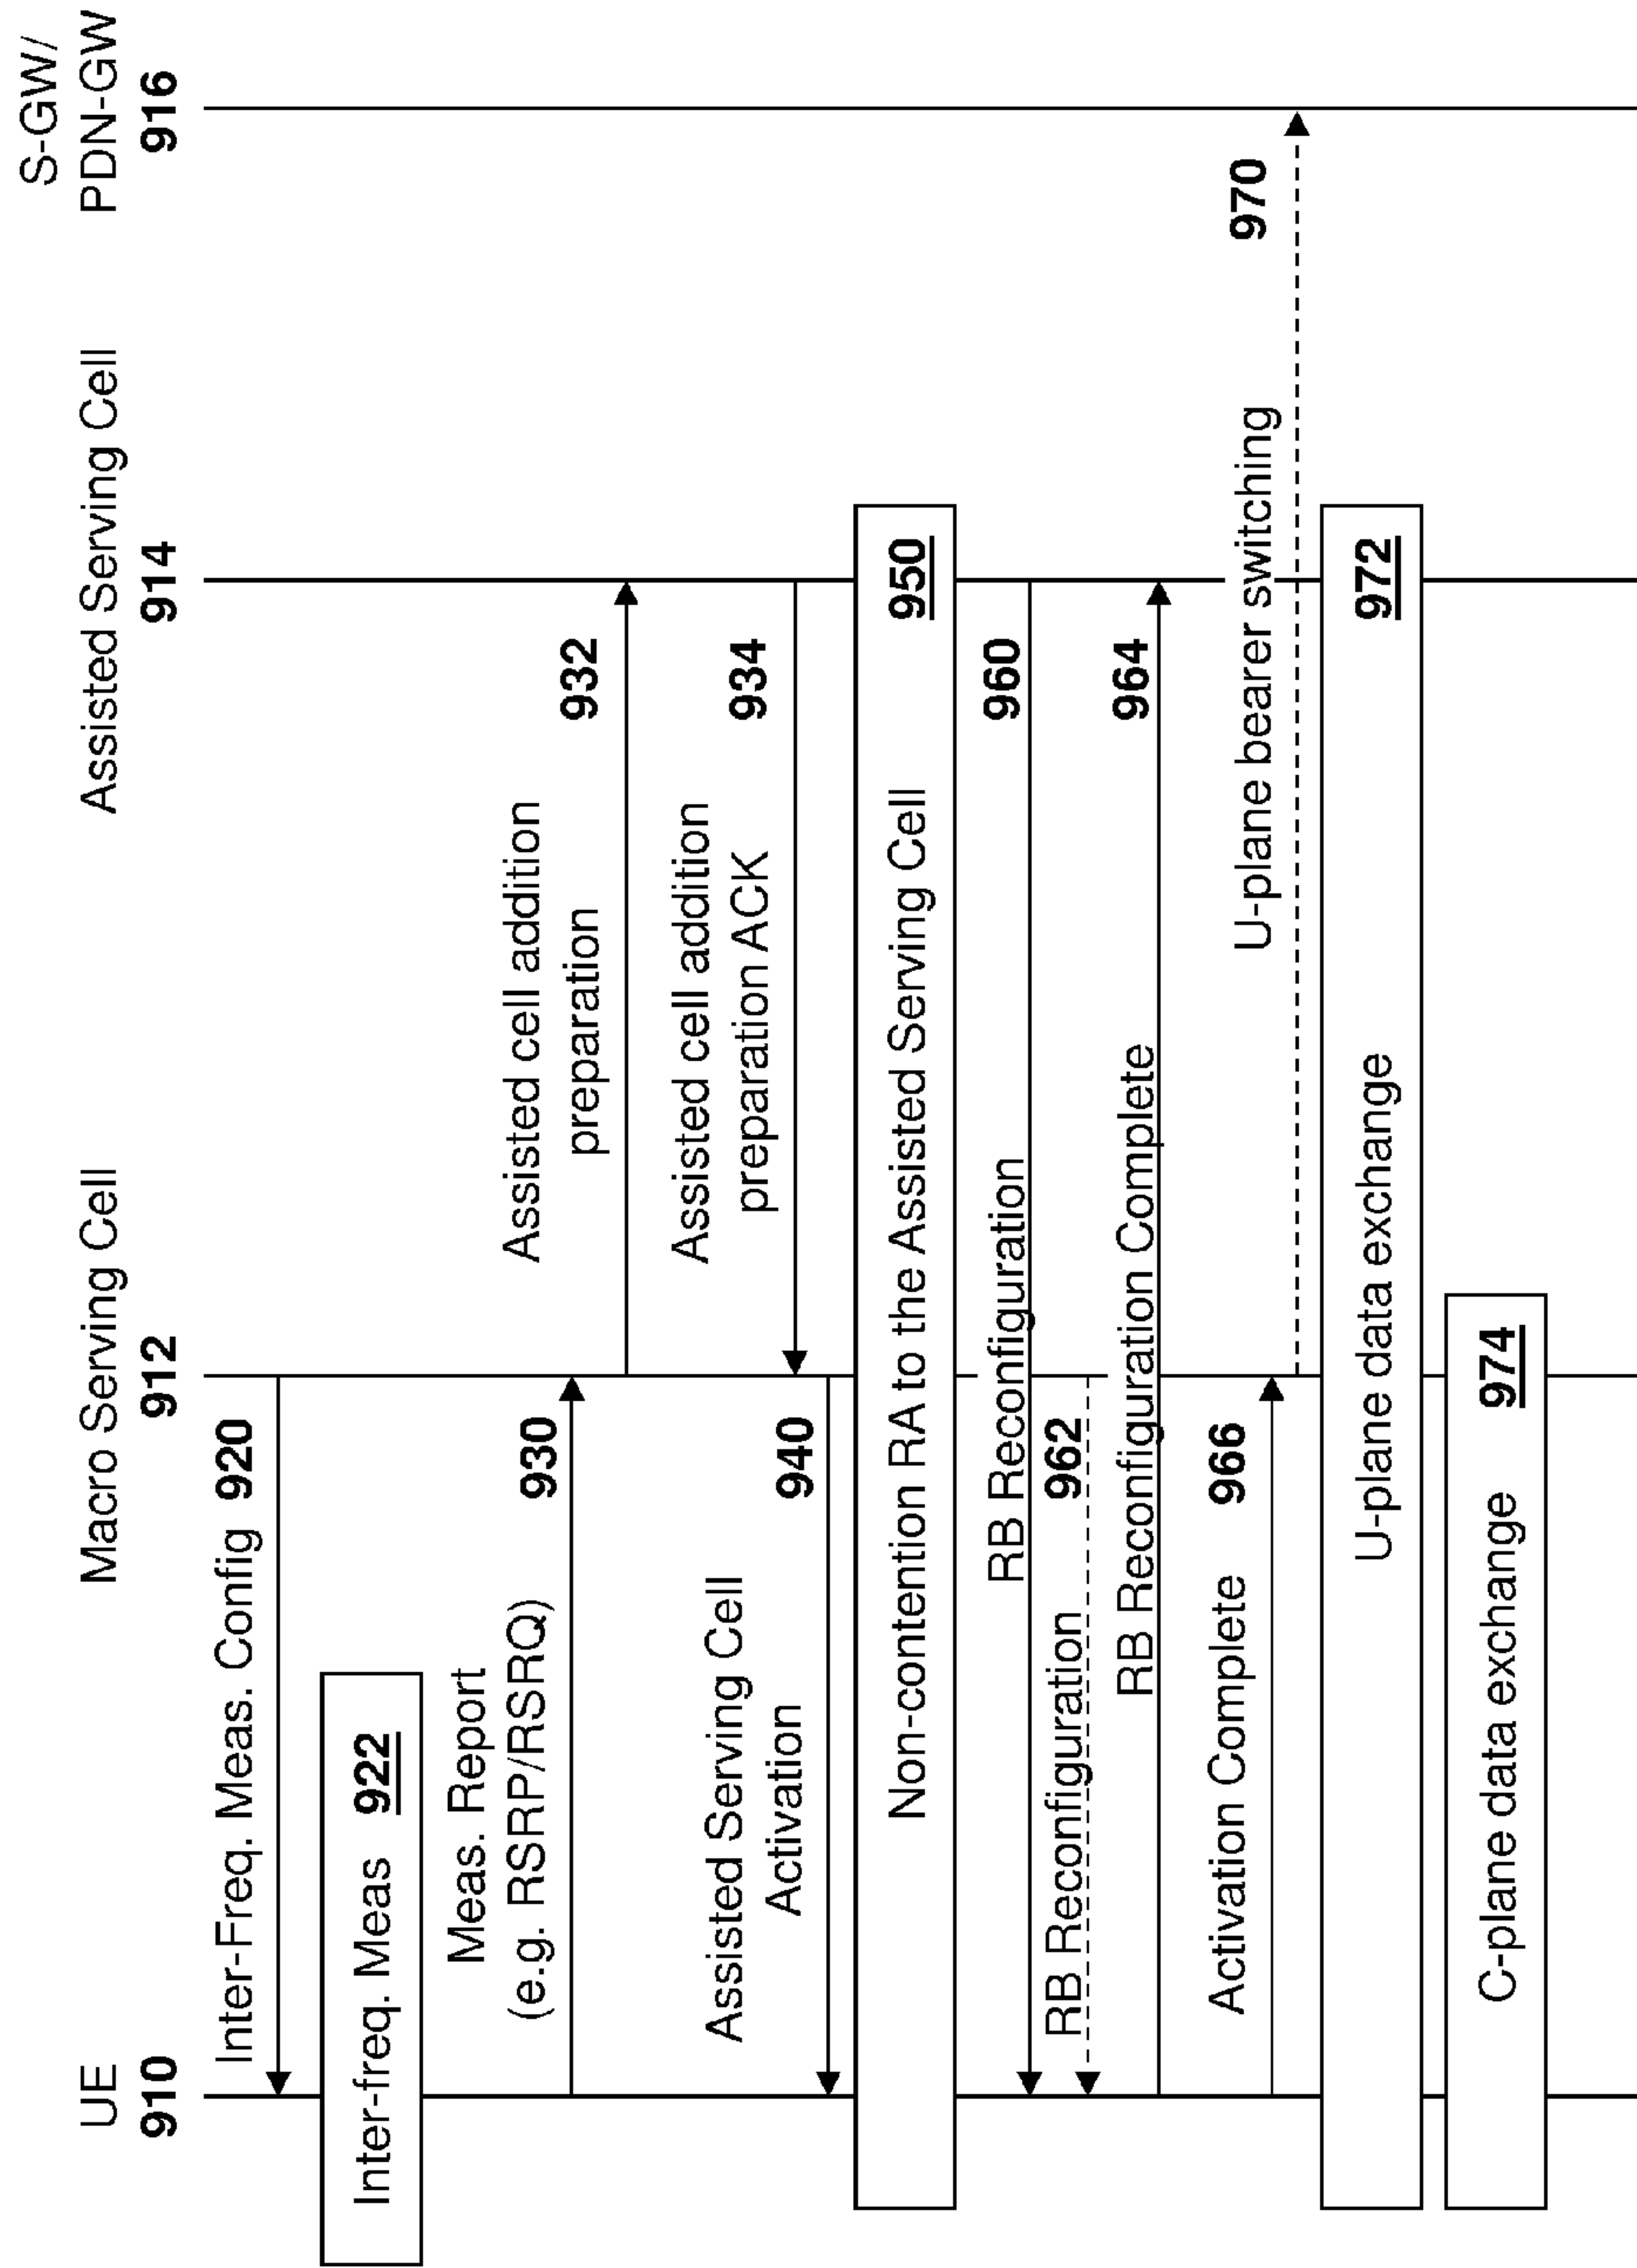 UE
910
Macro Serving Cell
912
Assisted Serving Cell
914
S-GW/
PDN-GW
916
Inter-Freq. Meas. Config 920
Inter-freq. Meas 922
Meas. Report
(e.g. RSRP/RSRQ)
930
Assisted cell addition
preparation
932
Assisted cell addition
preparation ACK
934
Assisted Serving Cell
Activation
940
Non-contention RA to the Assisted Serving Cell 950
RB Reconfiguration 960
RB Reconfiguration 962
RB Reconfiguration Complete 964
Activation Complete 966
U-plane bearer switching 970
U-plane data exchange 972
C-plane data exchange 974